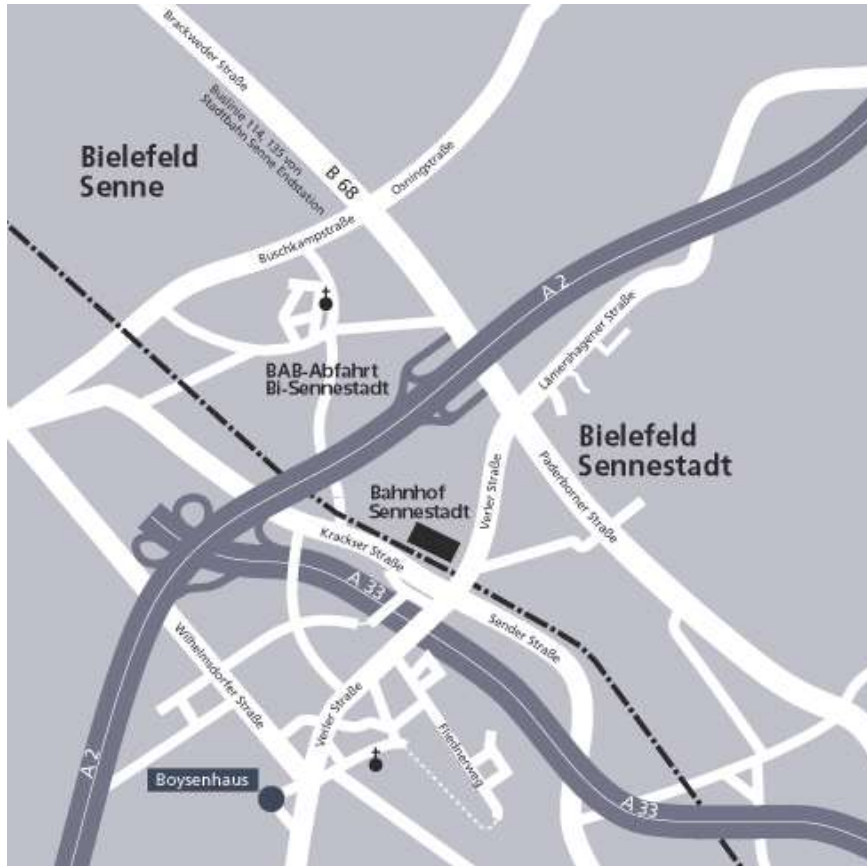 Brackweder Straße
Buslinie 114, 135 von
Stadtbahn Senne Endstation
Bielefeld
Senne
B 68
Osningstraße
Buschkampstraße
A 2
Lämershagener Straße
BAB-Abfahrt
Bi-Sennestadt
Bielefeld
Sennestadt
Paderborner Straße
Verler Straße
Bahnhof
Sennestadt
Krackser Straße
A 33
Sender Straße
Wilhelmsdorfer Straße
Verler Straße
Fliednerweg
A 2
Boysenhaus
A 33